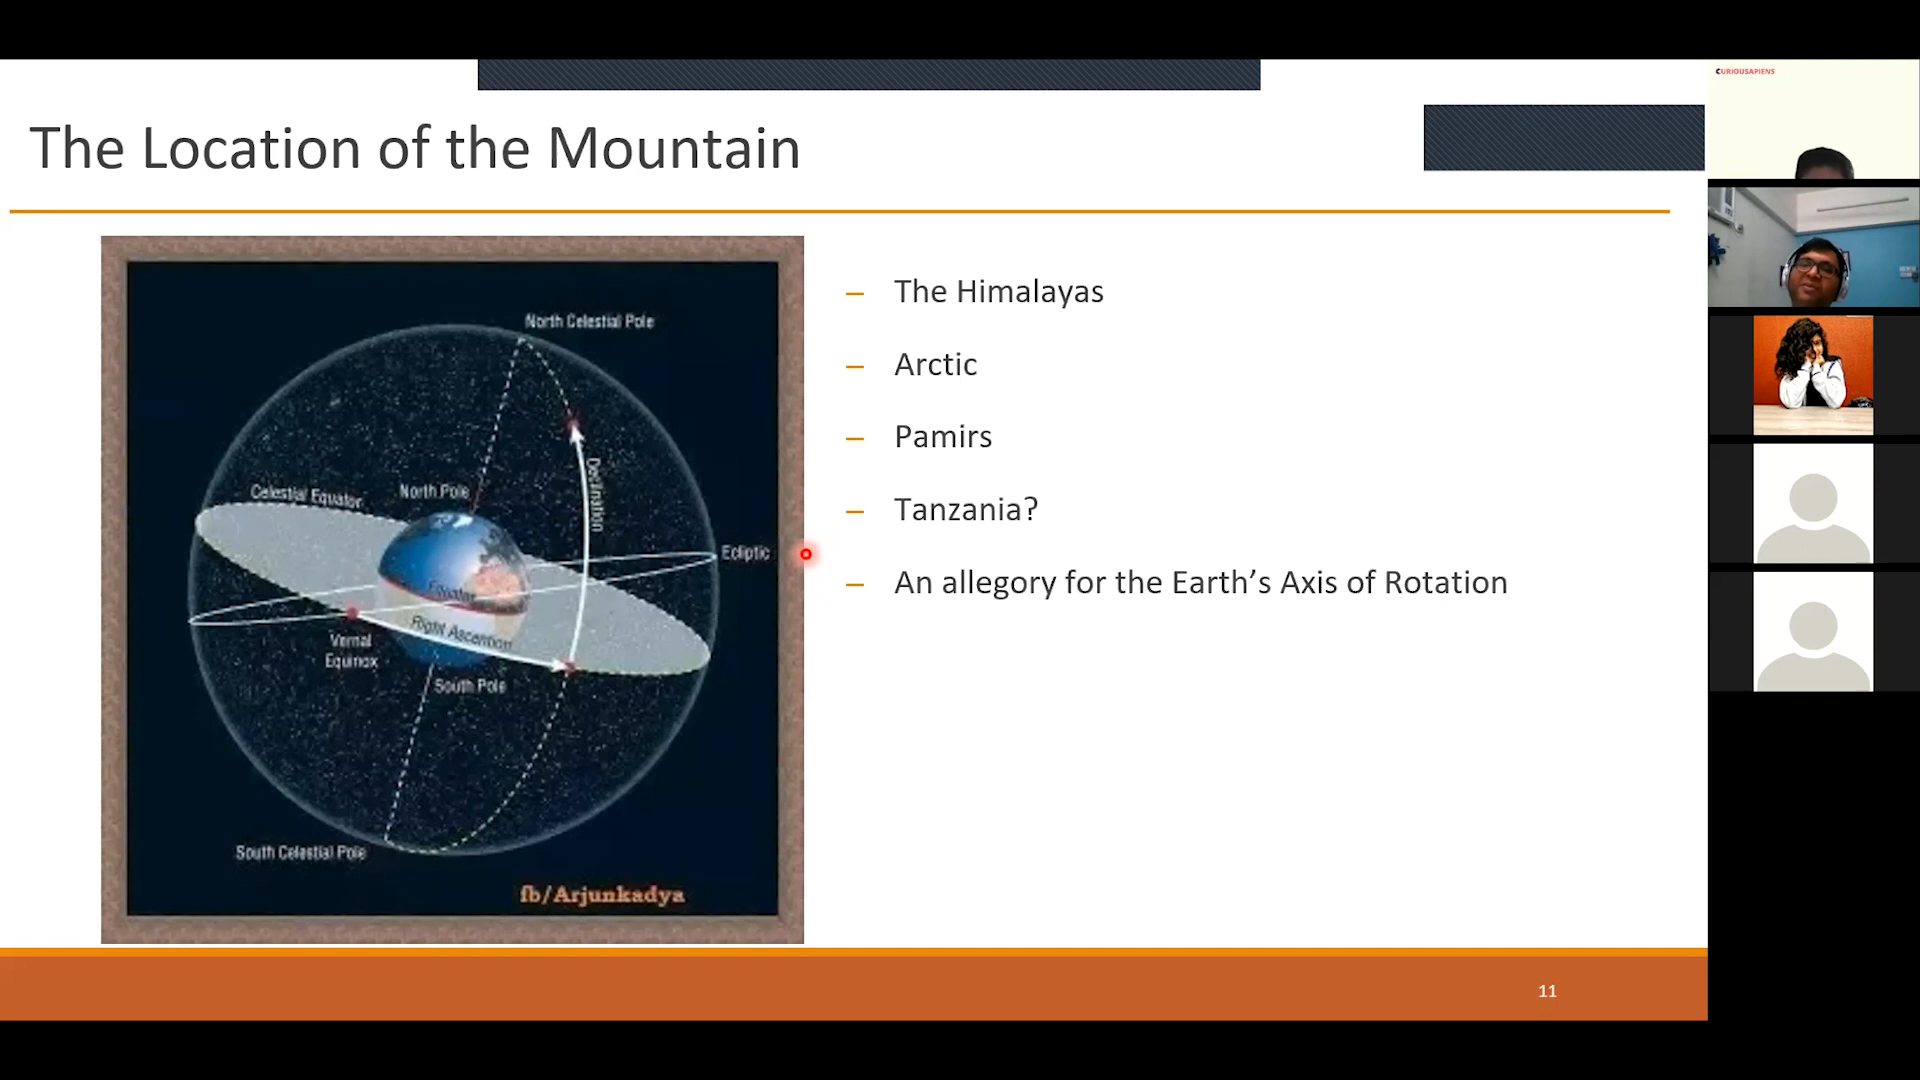 CURIOUSAPIENS
The Location of the Mountain
North Celestial Pole
Celestial Equator
North Pole
Declination
Ecliptic
Equator
Right Ascention
Vernal
Equinox
South Pole
South Celestial Pole
fb/Arjunkadya
– The Himalayas
– Arctic
– Pamirs
– Tanzania?
– An allegory for the Earth’s Axis of Rotation
11